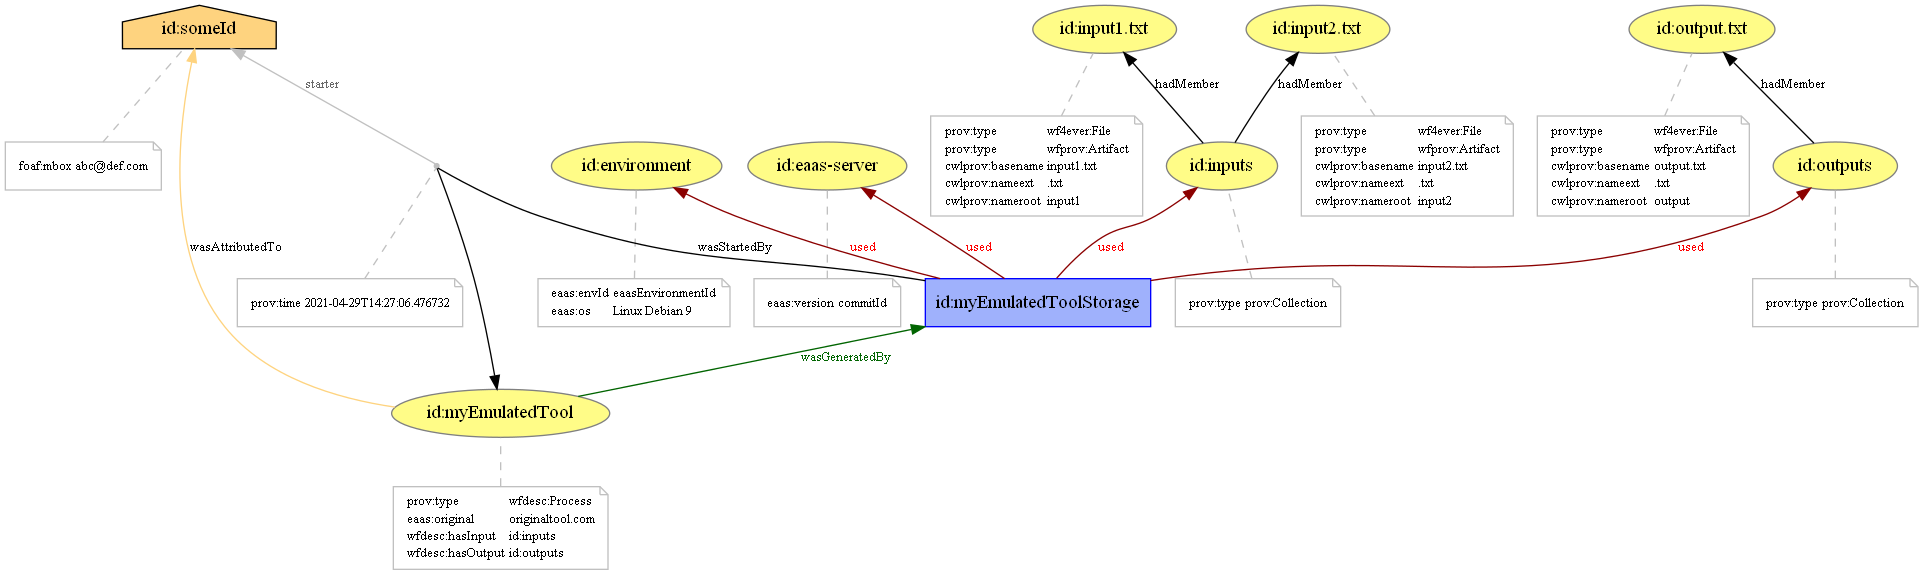 id:someId
id:input1.txt
id:input2.txt
id:output.txt
starter
hadMember
hadMember
hadMember
foaf:mbox abc@def.com
id:environment
id:eaas-server
prov:type wf4ever:File
prov:type wfprov:Artifact
cwlprov:basename input1.txt
cwlprov:nameext .txt
cwlprov:nameroot input1
id:inputs
prov:type wf4ever:File
prov:type wfprov:Artifact
cwlprov:basename input2.txt
cwlprov:nameext .txt
cwlprov:nameroot input2
prov:type wf4ever:File
prov:type wfprov:Artifact
cwlprov:basename output.txt
cwlprov:nameext .txt
cwlprov:nameroot output
id:outputs
wasAttributedTo
wasStartedBy
used
used
used
used
prov:time 2021-04-29T14:27:06.476732
eaas:envId eaasEnvironmentId
eaas:os Linux Debian 9
eaas:version commitId
id:myEmulatedToolStorage
prov:type prov:Collection
prov:type prov:Collection
wasGeneratedBy
id:myEmulatedTool
prov:type wfdesc:Process
eaas:original originaltool.com
wfdesc:hasInput id:inputs
wfdesc:hasOutput id:outputs